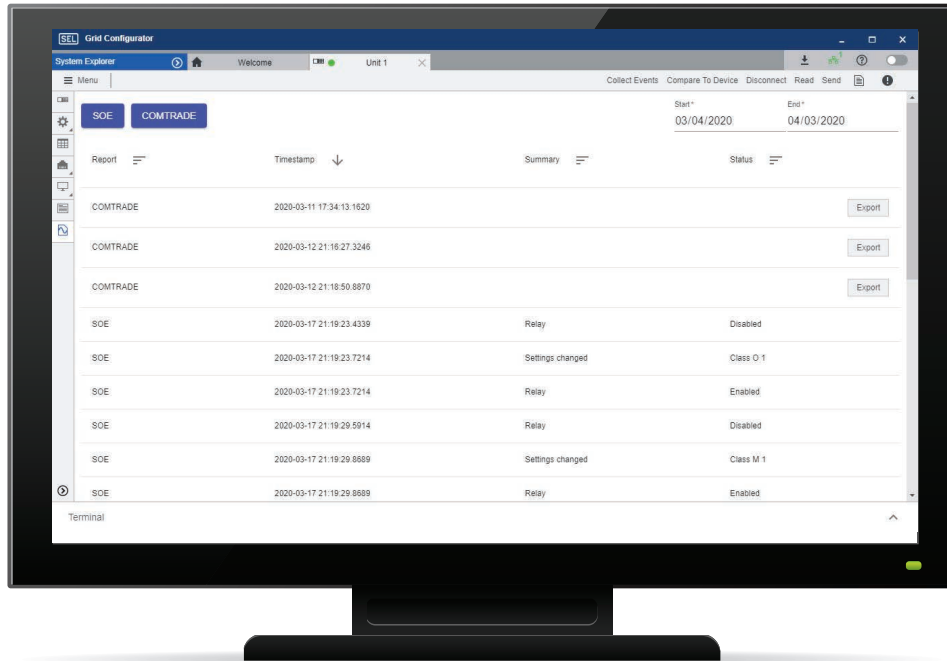 SEL Grid Configurator
System Explorer Welcome Unit 1 1
Menu Collect Events Compare To Device Disconnect Read Send
SOE COMTRADE
Start* End*
03/04/2020 04/03/2020
Report Timestamp Summary Status
COMTRADE 2020-03-11 17:34:13.1620 Export
COMTRADE 2020-03-12 21:16:27.3246 Export
COMTRADE 2020-03-12 21:18:50.8870 Export
SOE 2020-03-17 21:19:23.4339 Relay Disabled
SOE 2020-03-17 21:19:23.7214 Settings changed Class O 1
SOE 2020-03-17 21:19:23.7214 Relay Enabled
SOE 2020-03-17 21:19:29.5914 Relay Disabled
SOE 2020-03-17 21:19:29.8689 Settings changed Class M 1
SOE 2020-03-17 21:19:29.8689 Relay Enabled
Terminal